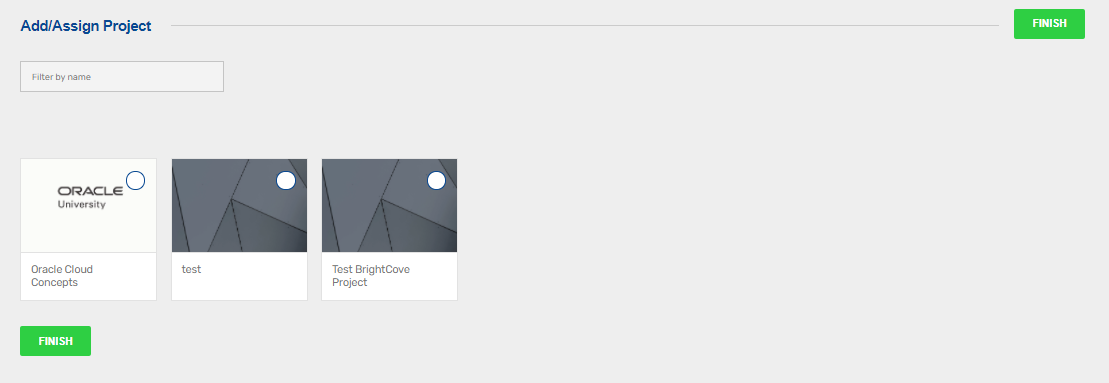 Add/Assign Project
FINISH
Filter by name
ORACLE
University
Oracle Cloud
Concepts
test
Test BrightCove
Project
FINISH